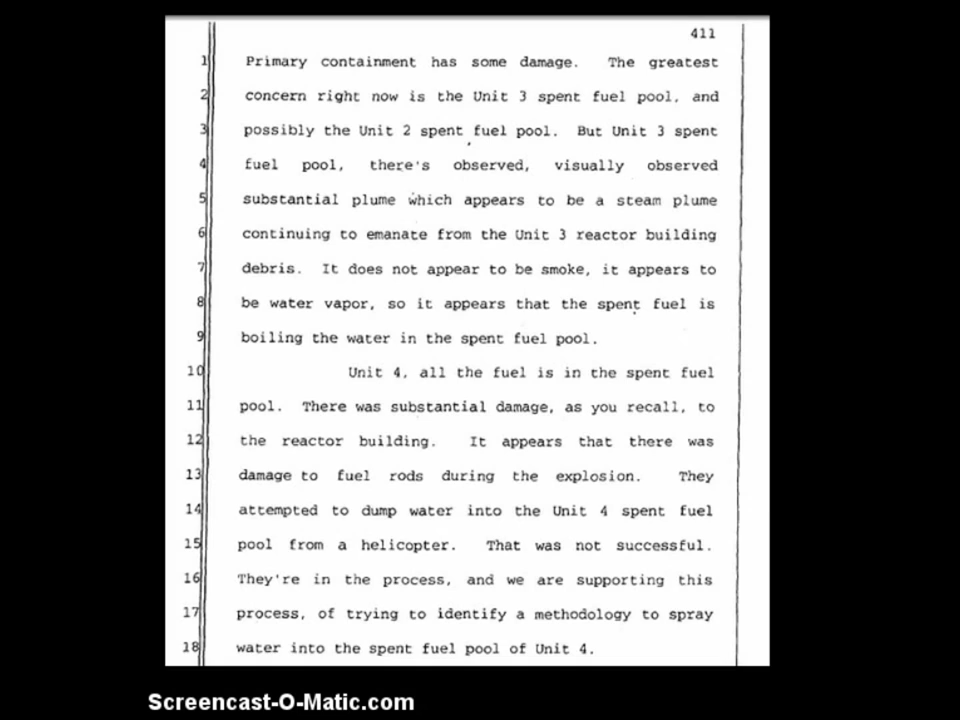 411
1 Primary containment has some damage. The greatest
2 concern right now is the Unit 3 spent fuel pool, and
3 possibly the Unit 2 spent fuel pool. But Unit 3 spent
4 fuel pool, there's observed, visually observed
5 substantial plume which appears to be a steam plume
6 continuing to emanate from the Unit 3 reactor building
7 debris. It does not appear to be smoke, it appears to
8 be water vapor, so it appears that the spent fuel is
9 boiling the water in the spent fuel pool.
10 Unit 4, all the fuel is in the spent fuel
11 pool. There was substantial damage, as you recall, to
12 the reactor building. It appears that there was
13 damage to fuel rods during the explosion. They
14 attempted to dump water into the Unit 4 spent fuel
15 pool from a helicopter. That was not successful.
16 They're in the process, and we are supporting this
17 process, of trying to identify a methodology to spray
18 water into the spent fuel pool of Unit 4.
Screencast-O-Matic.com